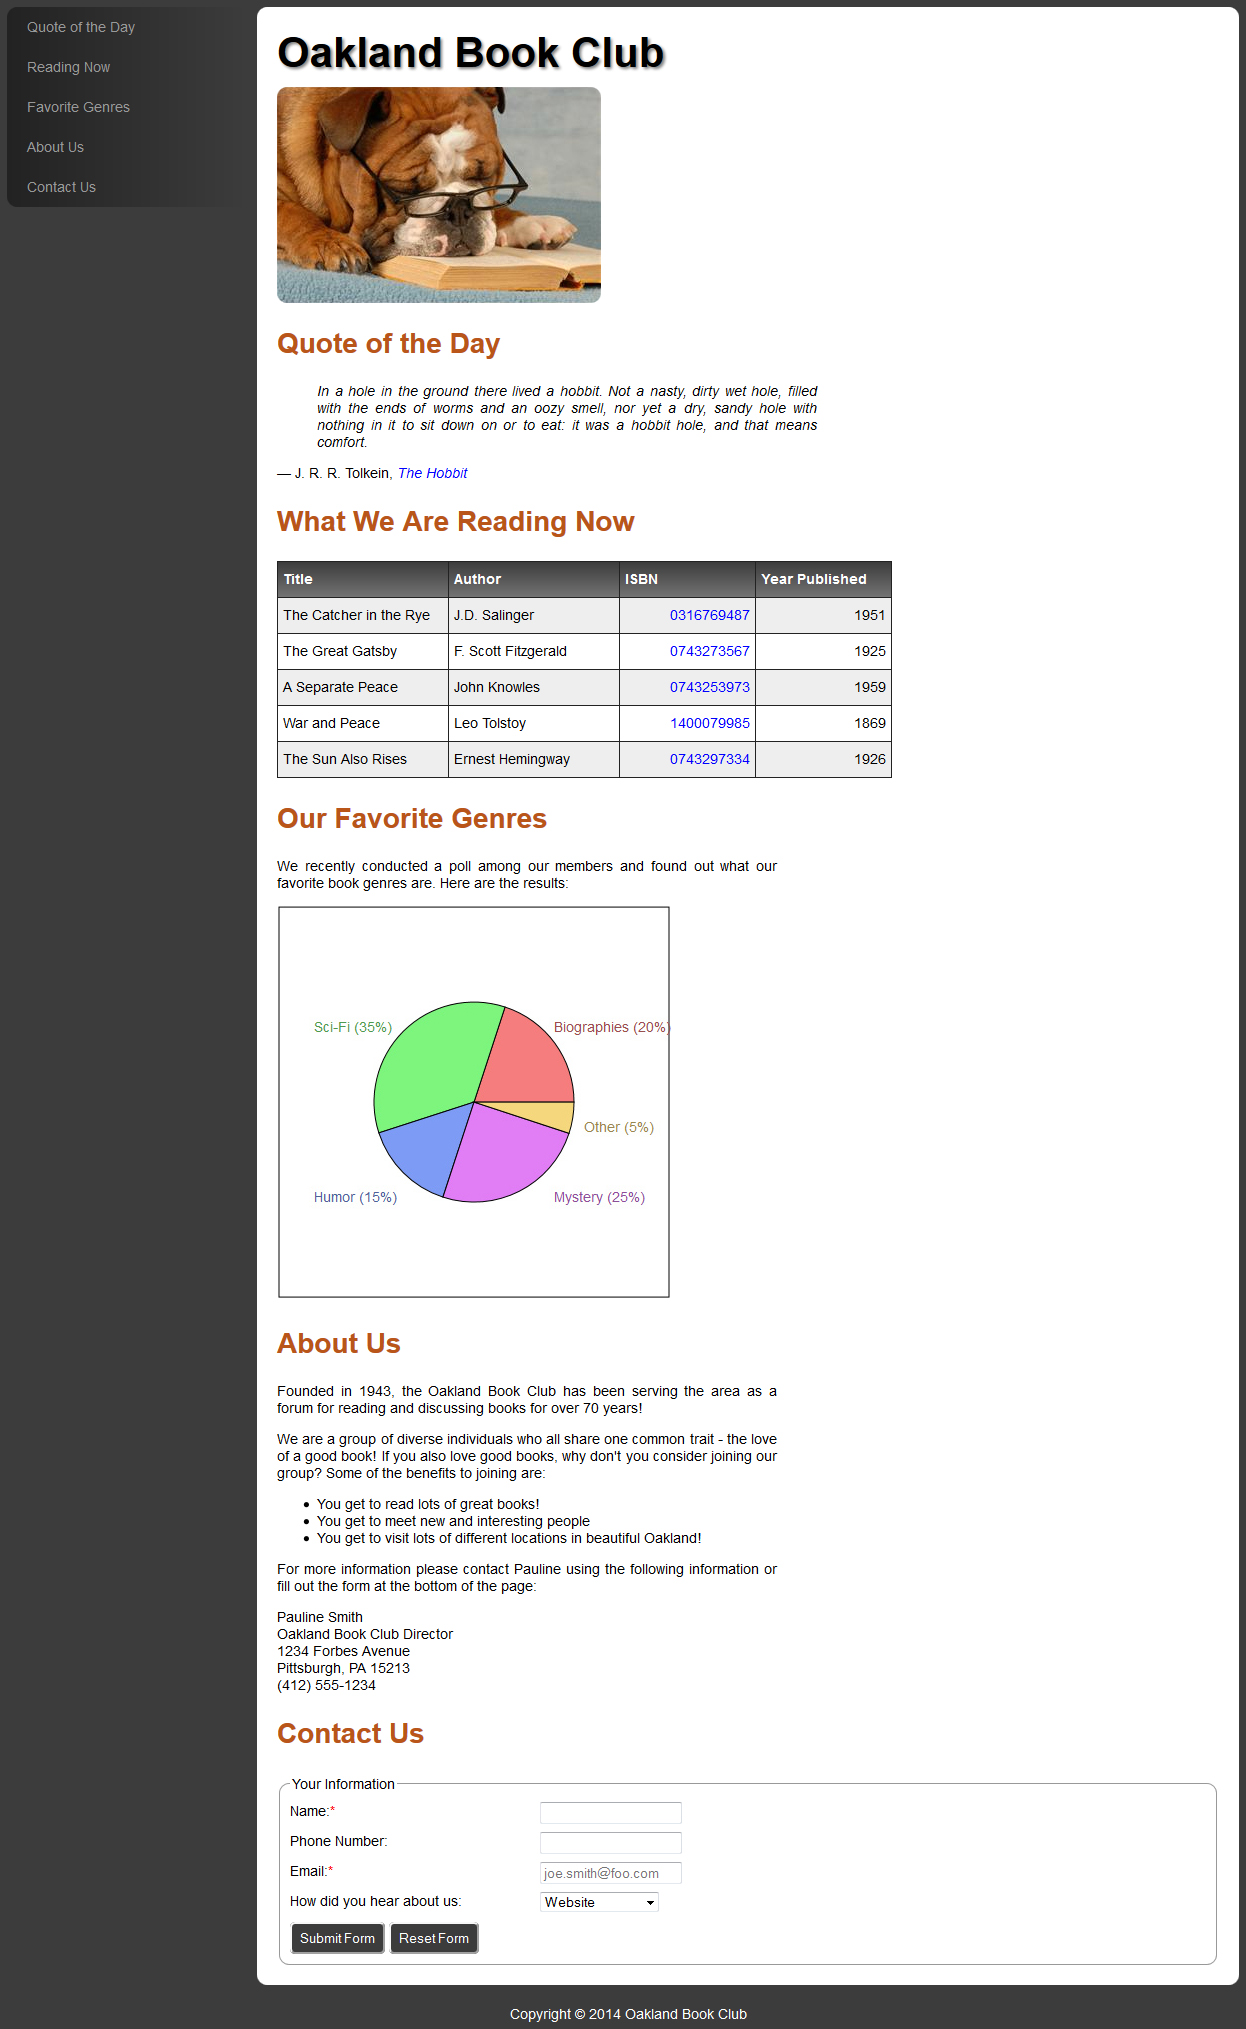 Quote of the Day
Reading Now
Favorite Genres
About Us
Contact Us
Oakland Book Club
Quote of the Day
In a hole in the ground there lived a hobbit. Not a nasty, dirty wet hole, filled
with the ends of worms and an oozy smell, nor yet a dry, sandy hole with
nothing in it to sit down on or to eat: it was a hobbit hole, and that means
comfort.
— J. R. R. Tolkein, The Hobbit
What We Are Reading Now
Title Author ISBN Year Published
The Catcher in the Rye J.D. Salinger 0316769487 1951
The Great Gatsby F. Scott Fitzgerald 0743273567 1925
A Separate Peace John Knowles 0743253973 1959
War and Peace Leo Tolstoy 1400079985 1869
The Sun Also Rises Ernest Hemingway 0743297334 1926
Our Favorite Genres
We recently conducted a poll among our members and found out what our
favorite book genres are. Here are the results:
Sci-Fi (35%) Biographies (20%)
Other (5%)
Humor (15%) Mystery (25%)
About Us
Founded in 1943, the Oakland Book Club has been serving the area as a
forum for reading and discussing books for over 70 years!
We are a group of diverse individuals who all share one common trait - the love
of a good book! If you also love good books, why don't you consider joining our
group? Some of the benefits to joining are:
• You get to read lots of great books!
• You get to meet new and interesting people
• You get to visit lots of different locations in beautiful Oakland!
For more information please contact Pauline using the following information or
fill out the form at the bottom of the page:
Pauline Smith
Oakland Book Club Director
1234 Forbes Avenue
Pittsburgh, PA 15213
(412) 555-1234
Contact Us
Your Information
Name:*
Phone Number:
Email:* joe.smith@foo.com
How did you hear about us: Website
Submit Form Reset Form
Copyright © 2014 Oakland Book Club